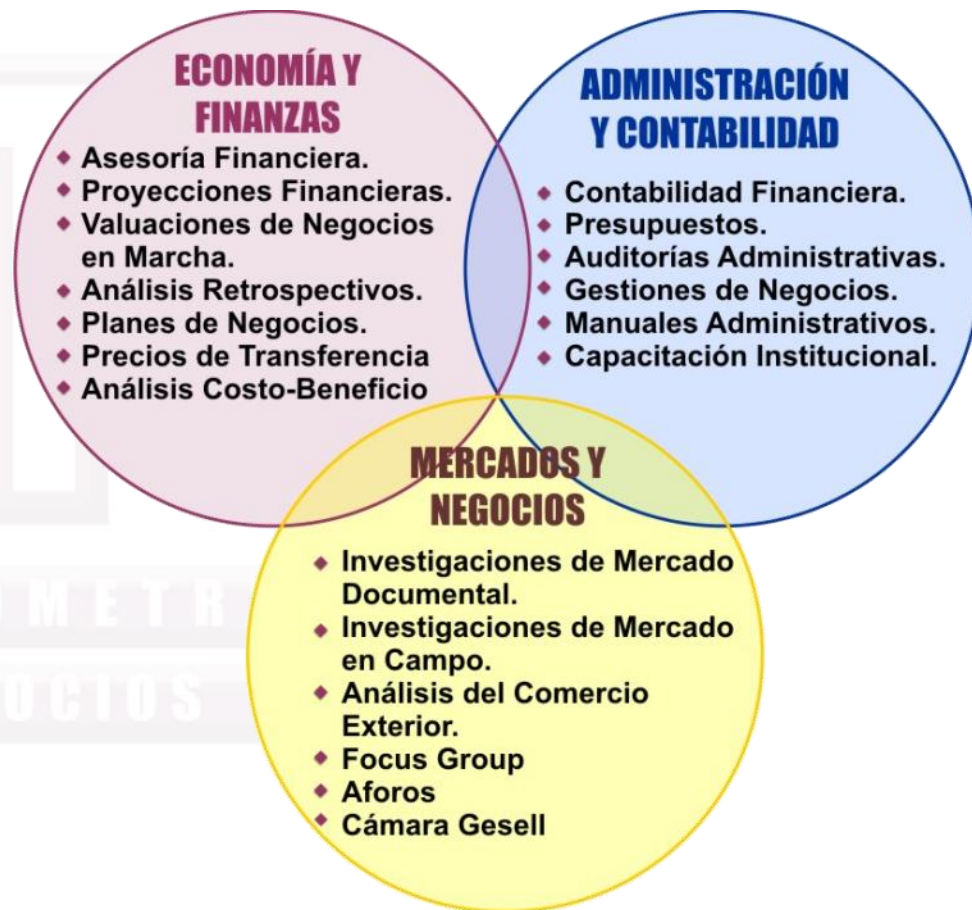 ECONOMÍA Y
FINANZAS
◆ Asesoría Financiera.
◆ Proyecciones Financieras.
◆ Valuaciones de Negocios
en Marcha.
◆ Análisis Retrospectivos.
◆ Planes de Negocios.
◆ Precios de Transferencia
◆ Análisis Costo-Beneficio
ADMINISTRACIÓN
Y CONTABILIDAD
◆ Contabilidad Financiera.
◆ Presupuestos.
◆ Auditorías Administrativas.
◆ Gestiones de Negocios.
◆ Manuales Administrativos.
◆ Capacitación Institucional.
MERCADOS Y
NEGOCIOS
◆ Investigaciones de Mercado
Documental.
◆ Investigaciones de Mercado
en Campo.
◆ Análisis del Comercio
Exterior.
◆ Focus Group
◆ Aforos
◆ Cámara Gesell
OMETR
OCIOS